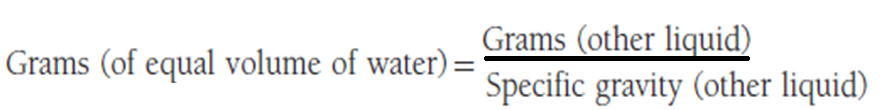 Grams (other liquid)
Grams (of equal volume of water) =
Specific gravity (other liquid)